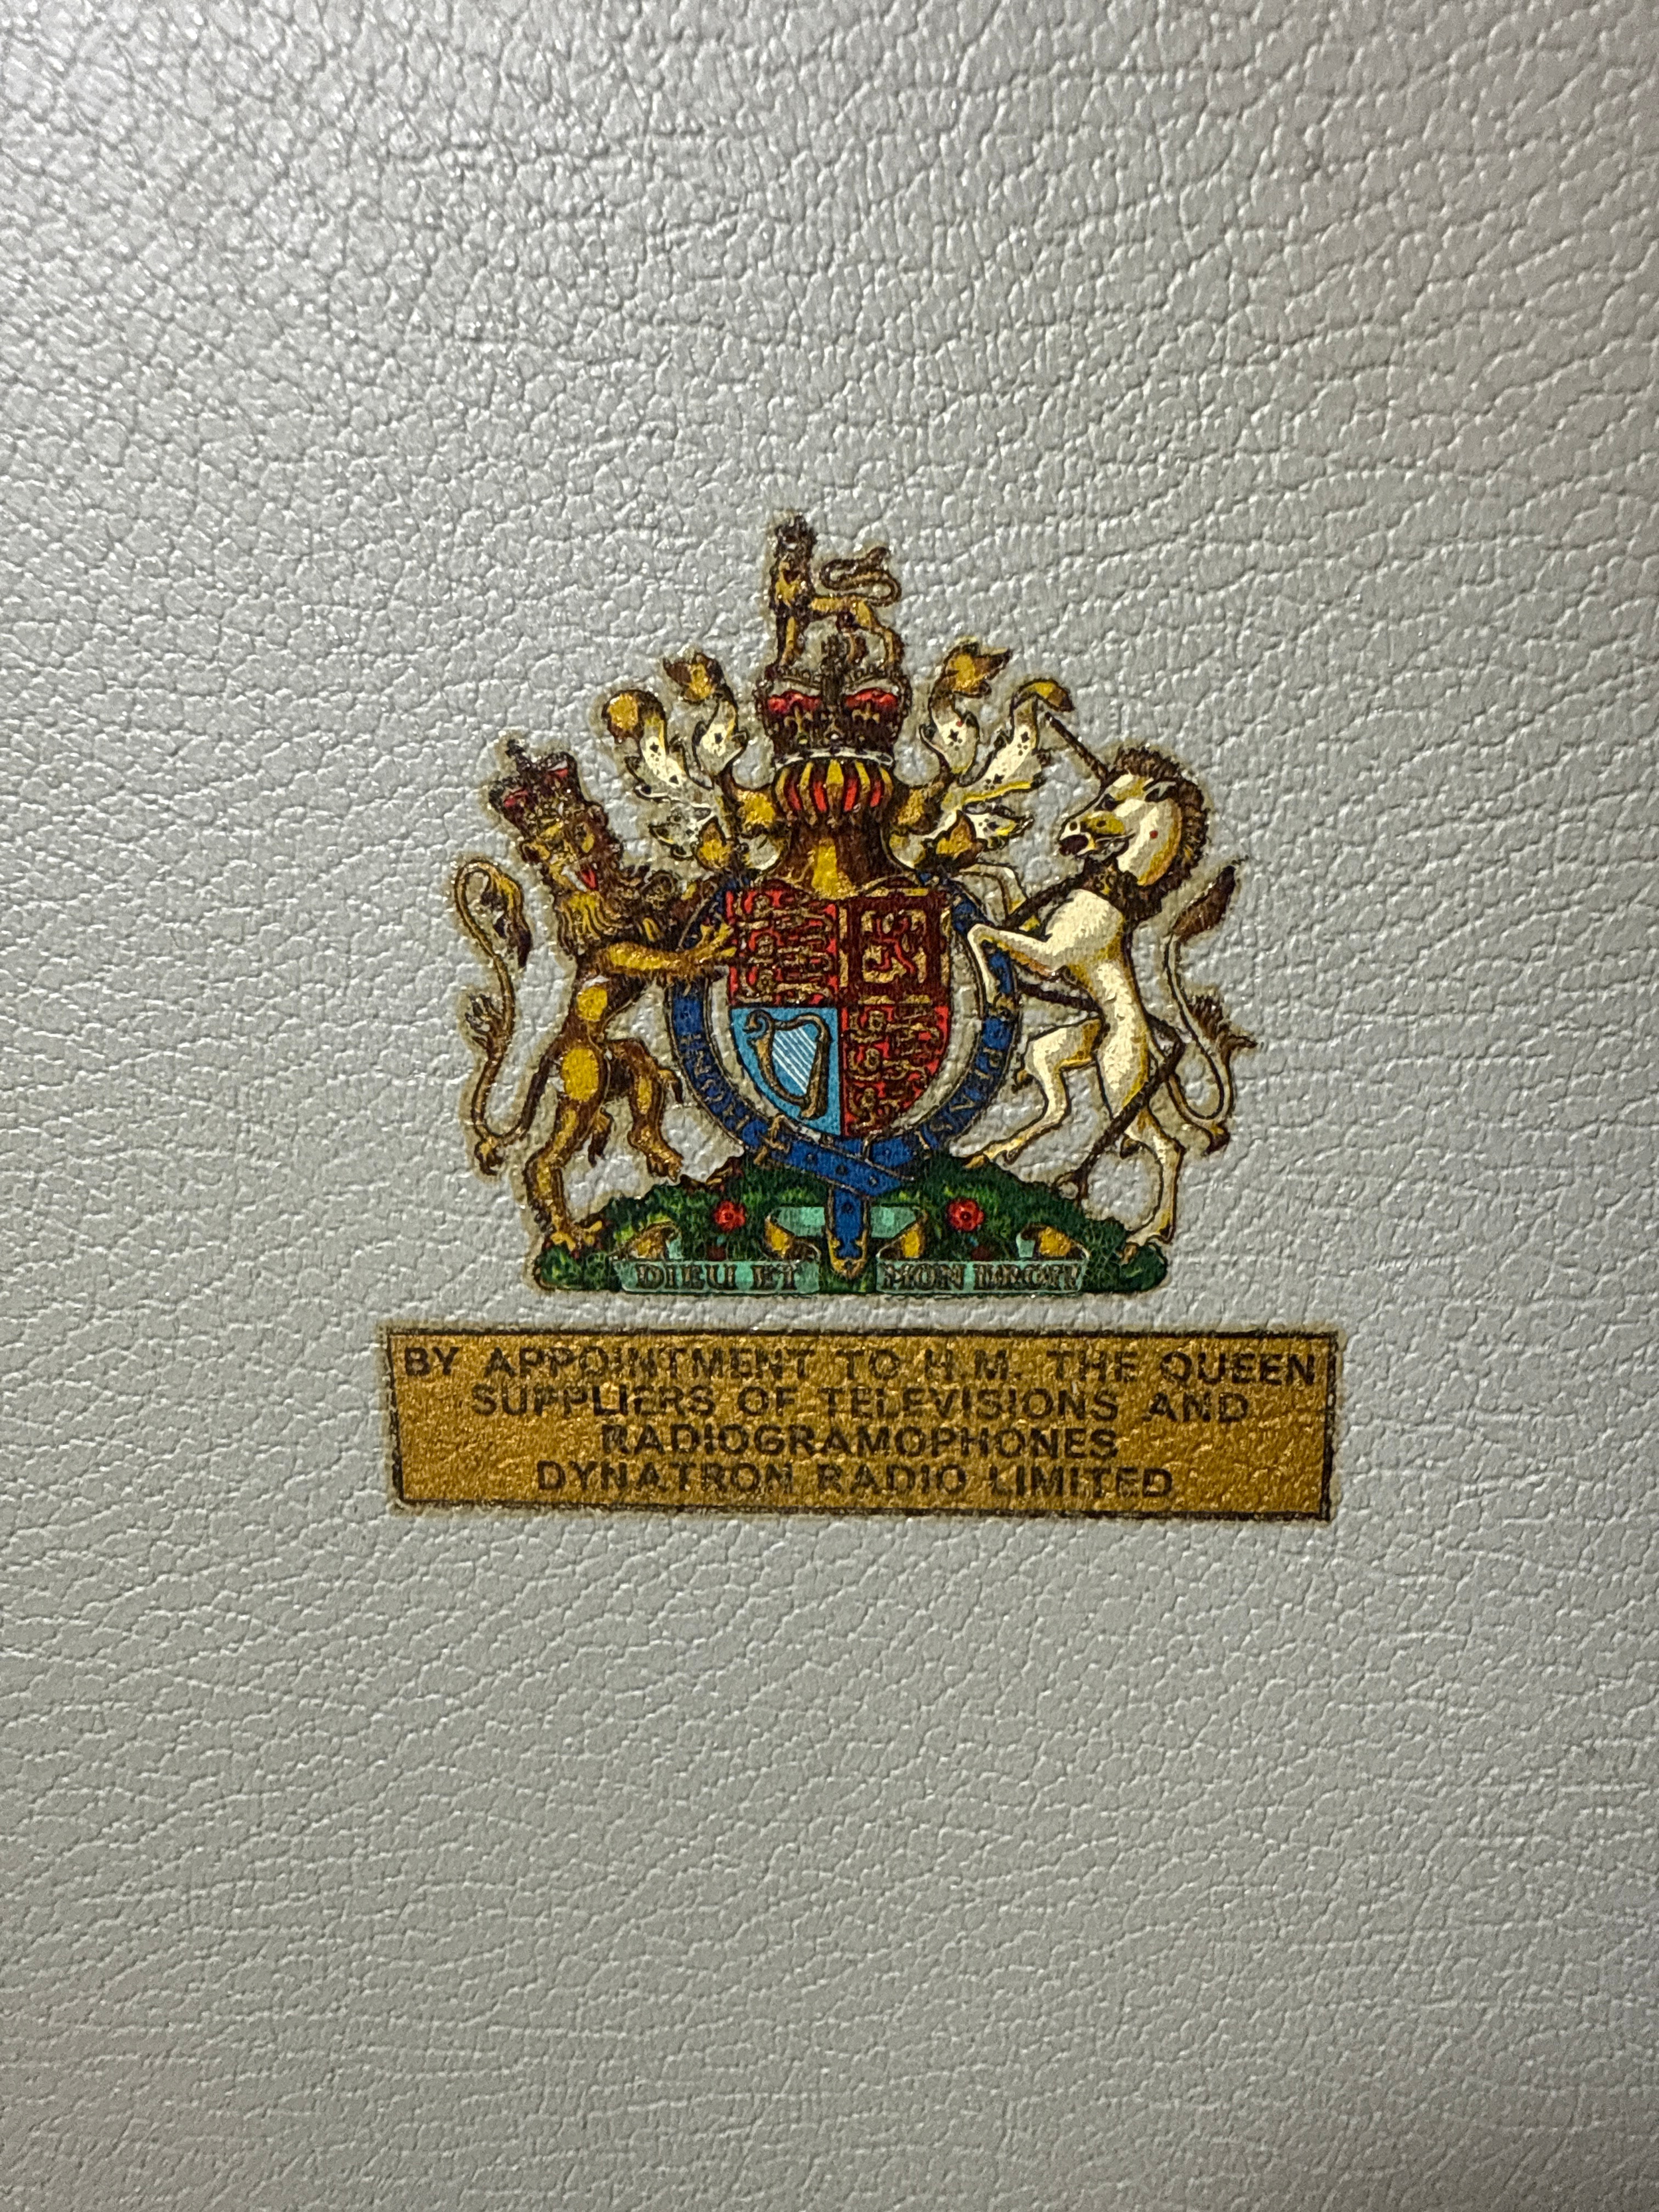 DIEU ET MON DROIT
BY APPOINTMENT TO H.M. THE QUEEN
SUPPLIERS OF TELEVISIONS AND
RADIOGRAMOPHONES
DYNATRON RADIO LIMITED